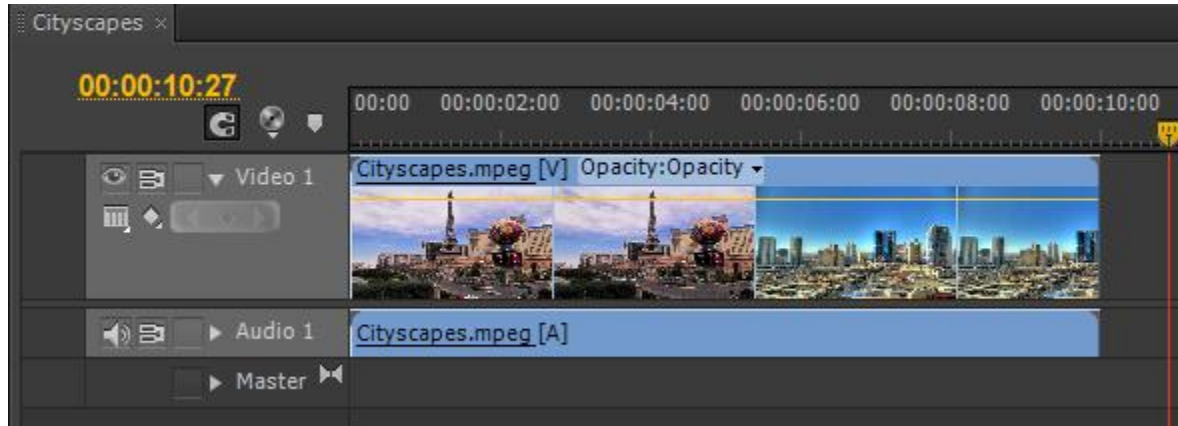 Cityscapes ×
00:00:10:27
00:00 00:00:02:00 00:00:04:00 00:00:06:00 00:00:08:00 00:00:10:00
Video 1
Cityscapes.mpeg [V] Opacity:Opacity
Audio 1
Cityscapes.mpeg [A]
Master